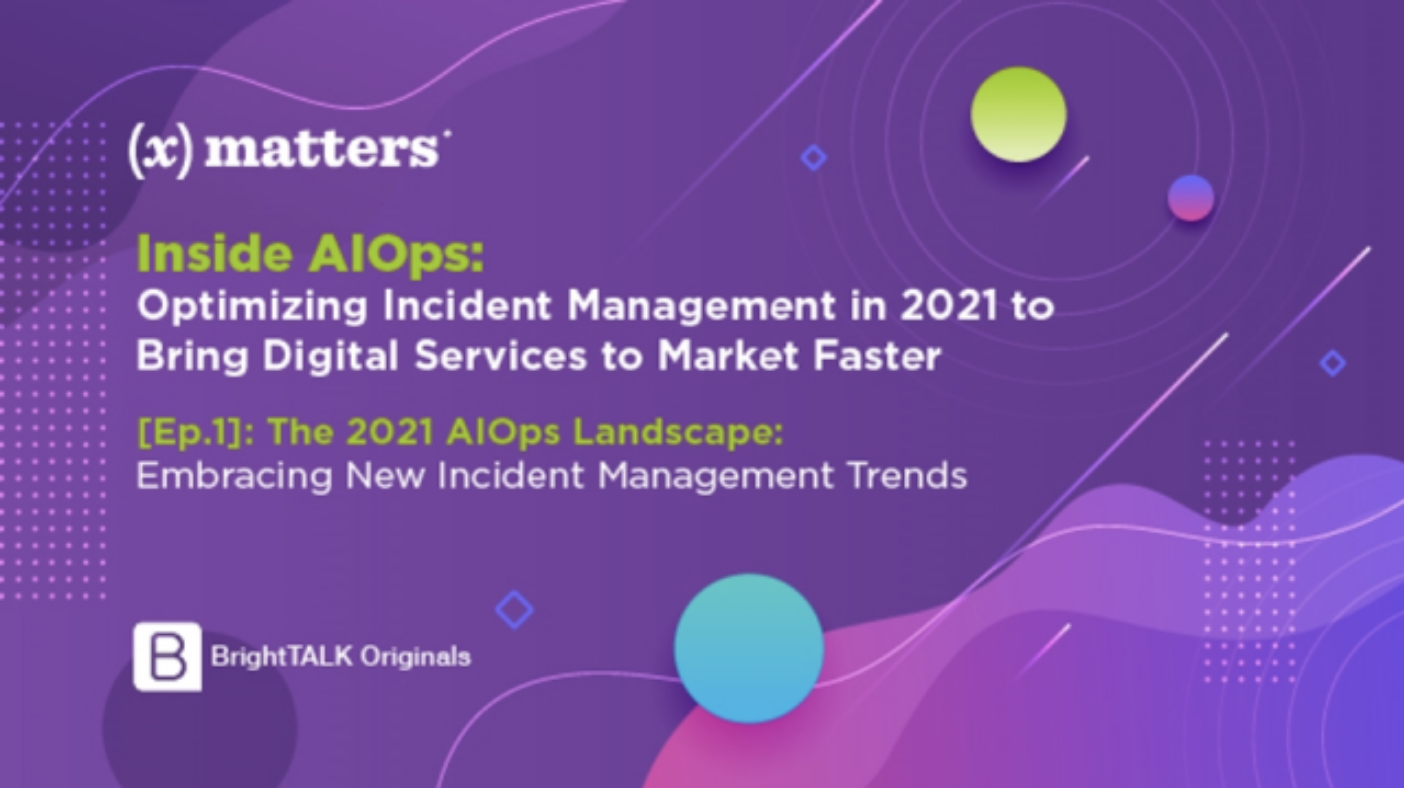 (x) matters
Inside AIOps:
Optimizing Incident Management in 2021 to
Bring Digital Services to Market Faster
[Ep.1]: The 2021 AIOps Landscape:
Embracing New Incident Management Trends
B BrightTALK Originals